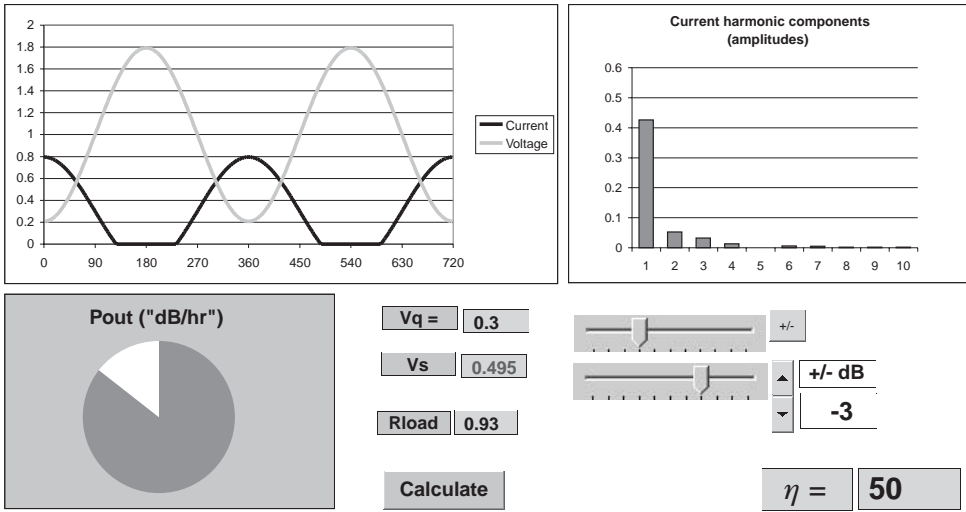 2
1.8
1.6
1.4
1.2
1
0.8
0.6
0.4
0.2
0
0 90 180 270 360 450 540 630 720
Current
Voltage
Current harmonic components
(amplitudes)
0.6
0.5
0.4
0.3
0.2
0.1
0
1 2 3 4 5 6 7 8 9 10
Pout ("dB/hr")
Vq = 0.3
Vs 0.495
Rload 0.93
Calculate
+/-
+/- dB
-3
η = 50